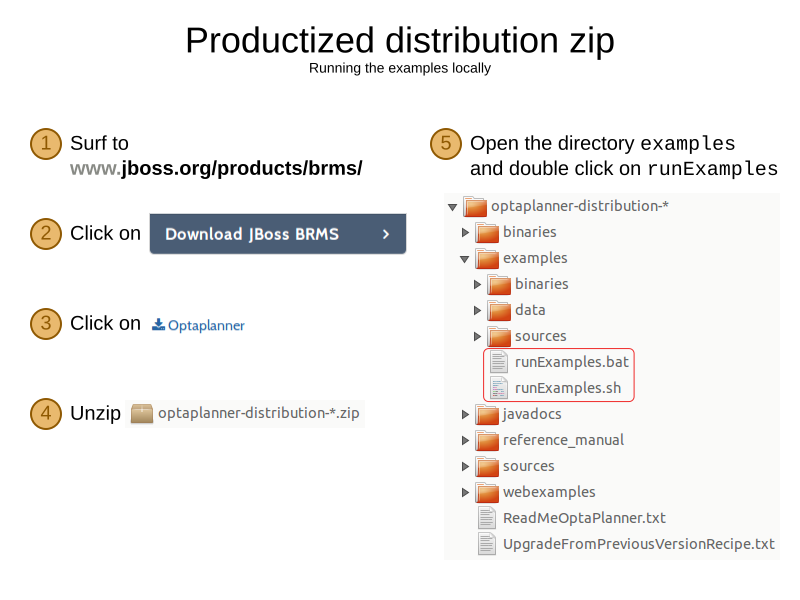 Productized distribution zip
Running the examples locally
1 Surf to
www.jboss.org/products/brms/
2 Click on Download JBoss BRMS >
3 Click on Optaplanner
4 Unzip optaplanner-distribution-*.zip
5 Open the directory examples
and double click on runExamples
optaplanner-distribution-*
binaries
examples
binaries
data
sources
runExamples.bat
runExamples.sh
javadocs
reference_manual
sources
webexamples
ReadMeOptaPlanner.txt
UpgradeFromPreviousVersionRecipe.txt